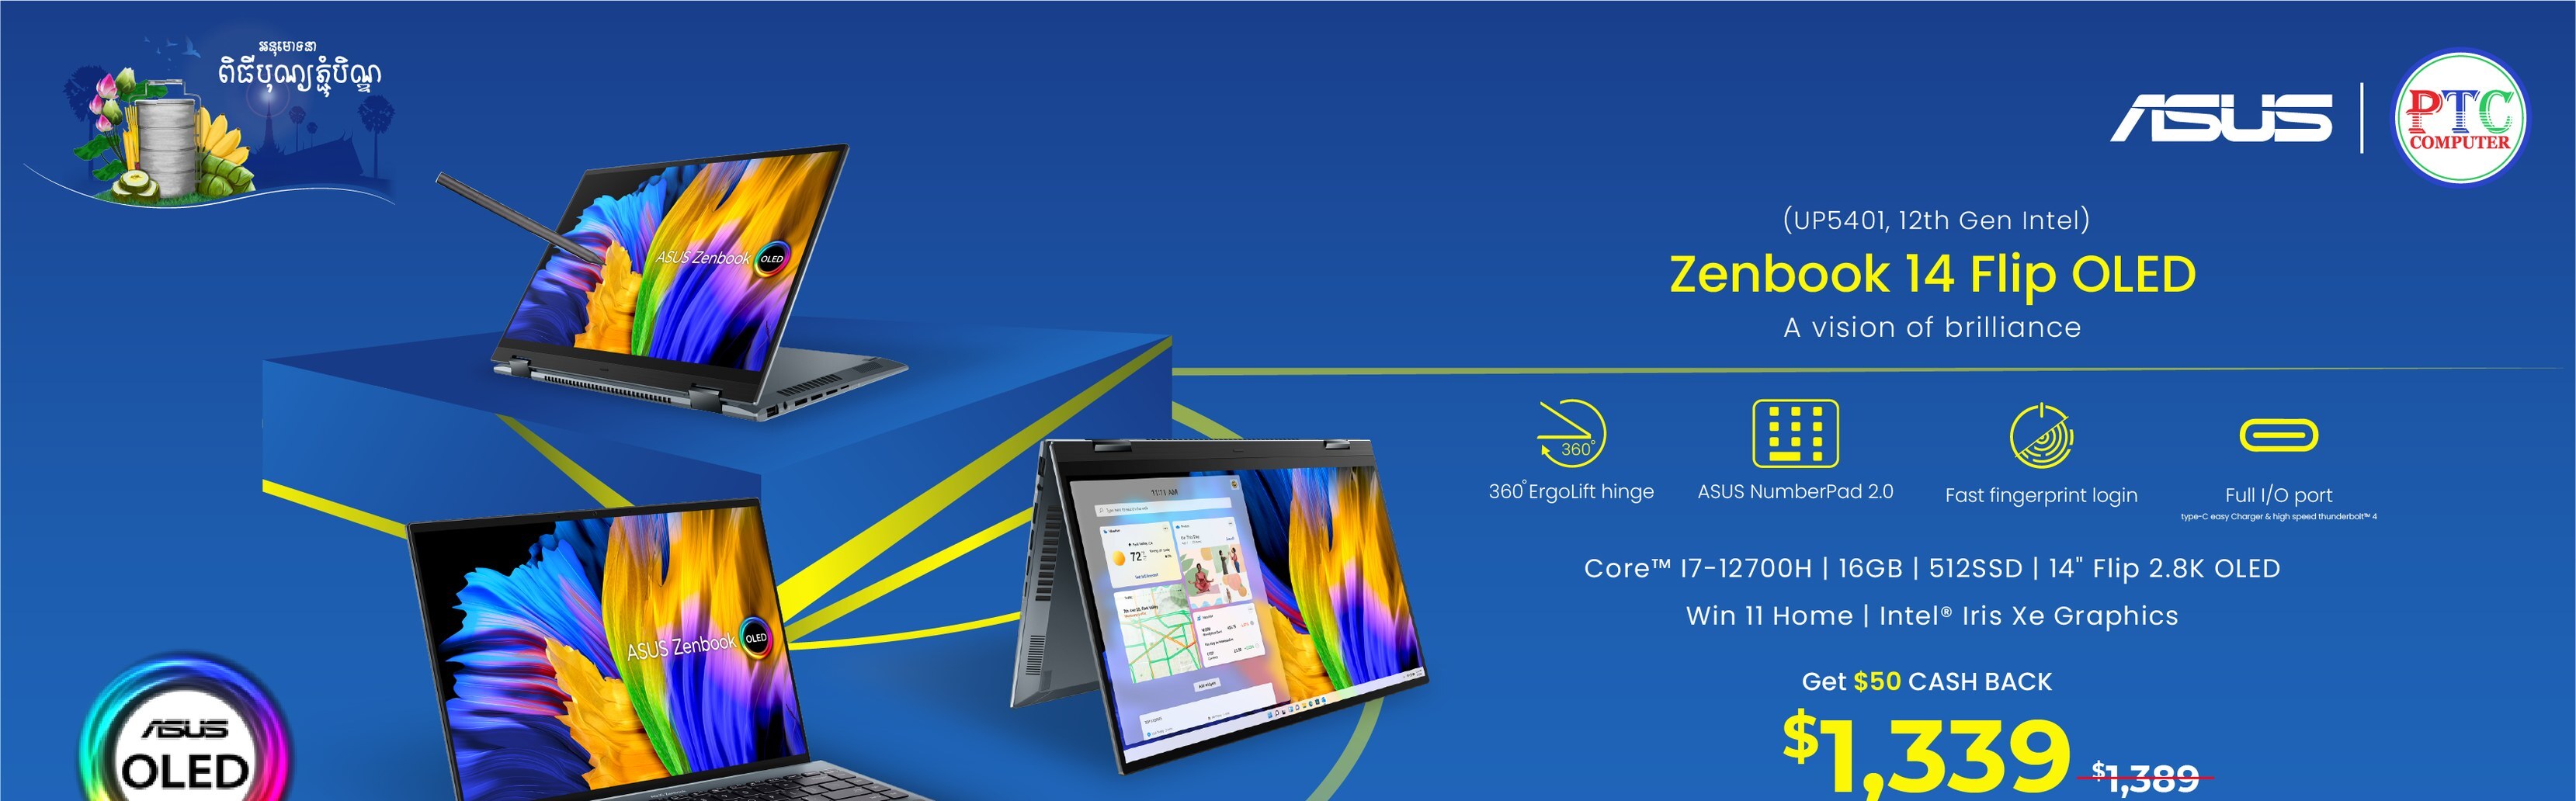 អនុមោទនា
ពិធីបុណ្យភ្ជុំបិណ្ឌ
ASUS
PTC
COMPUTER
(UP5401, 12th Gen Intel)
Zenbook 14 Flip OLED
A vision of brilliance
ASUS Zenbook OLED
360°
360° ErgoLift hinge
ASUS NumberPad 2.0
Fast fingerprint login
Full I/O port
type-C easy Charger & high speed thunderbolt™ 4
11:11 AM
72°
ASUS Zenbook OLED
Core™ I7-12700H | 16GB | 512SSD | 14" Flip 2.8K OLED
Win 11 Home | Intel® Iris Xe Graphics
Get $50 CASH BACK
$1,339 $1,389
ASUS
OLED